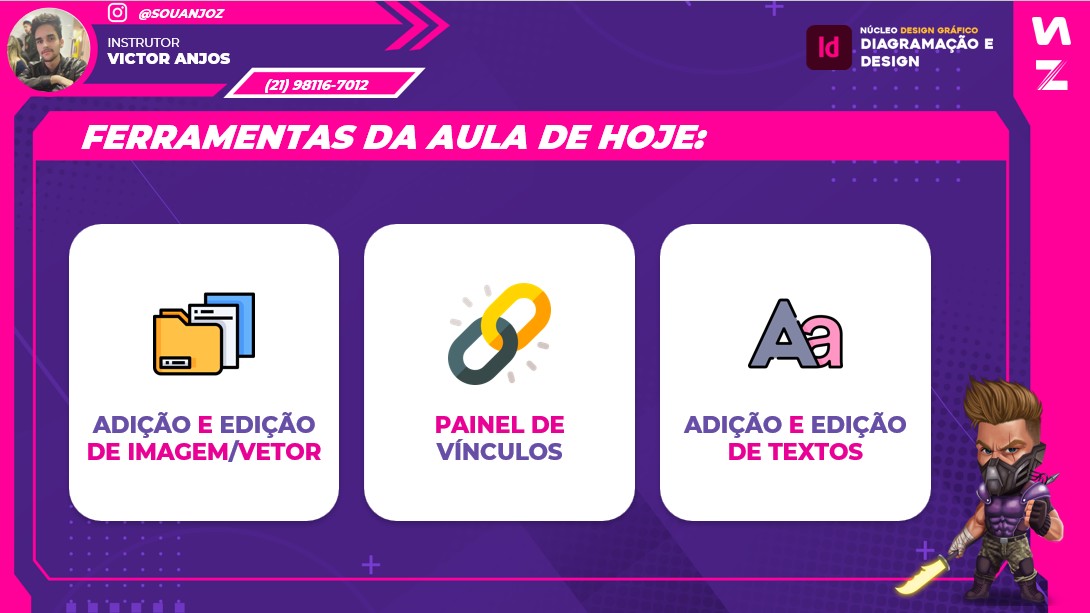 @SOUANJOZ
INSTRUTOR
VICTOR ANJOS
(21) 98116-7012
Id
NÚCLEO DESIGN GRÁFICO
DIAGRAMAÇÃO E
DESIGN
FERRAMENTAS DA AULA DE HOJE:
ADIÇÃO E EDIÇÃO
DE IMAGEM/VETOR
PAINEL DE
VÍNCULOS
Aa
ADIÇÃO E EDIÇÃO
DE TEXTOS